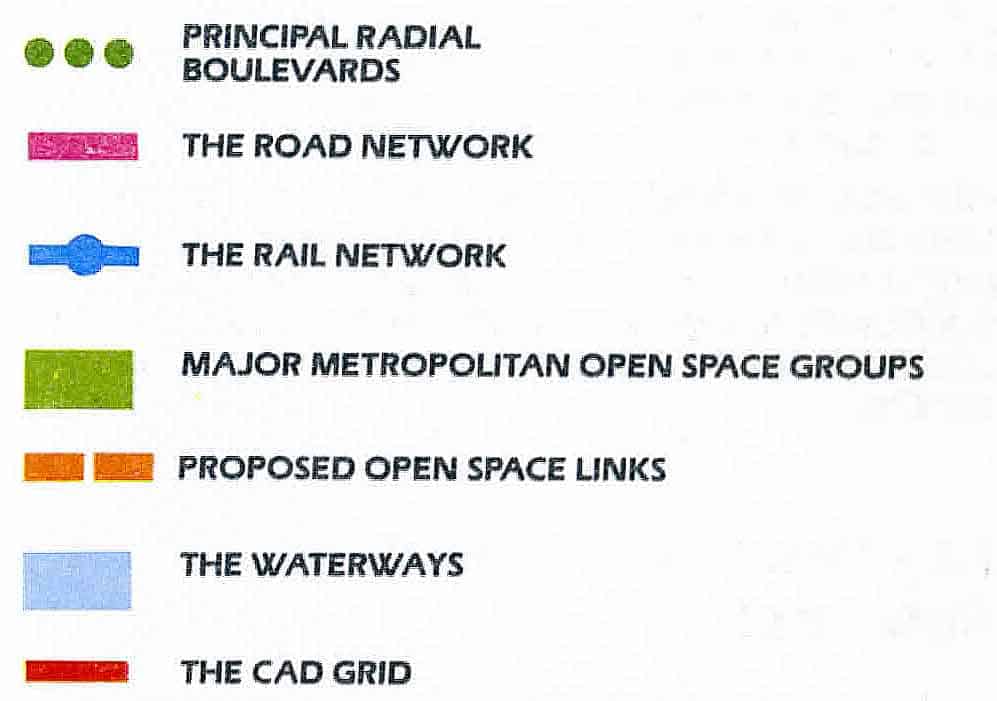 PRINCIPAL RADIAL
BOULEVARDS
THE ROAD NETWORK
THE RAIL NETWORK
MAJOR METROPOLITAN OPEN SPACE GROUPS
PROPOSED OPEN SPACE LINKS
THE WATERWAYS
THE CAD GRID